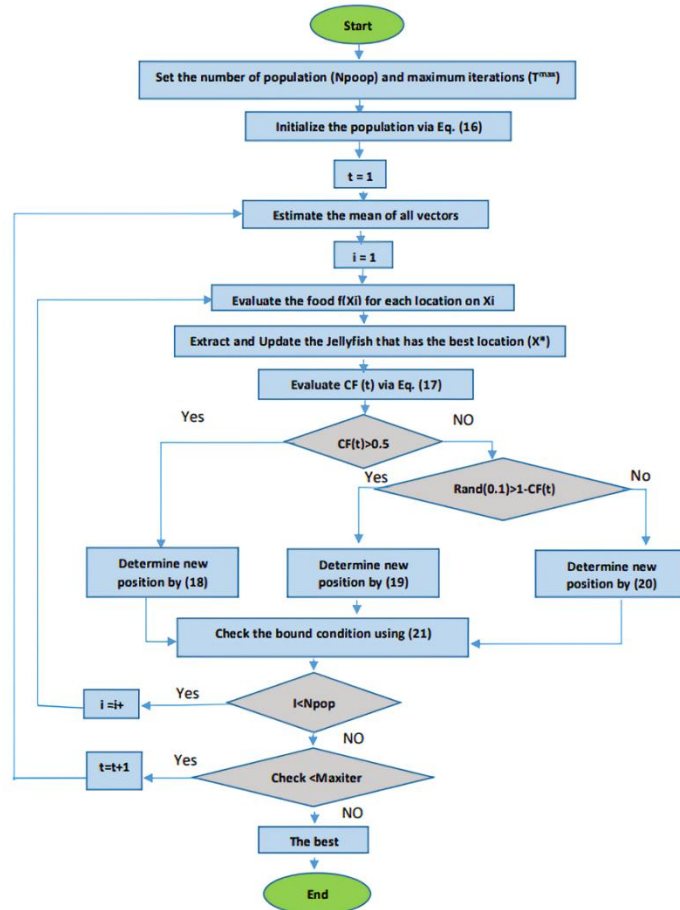 Start
Set the number of population (Npoop) and maximum iterations (Tᵐᵃˣ)
Initialize the population via Eq. (16)
t = 1
Estimate the mean of all vectors
i = 1
Evaluate the food f(Xi) for each location on Xi
Extract and Update the Jellyfish that has the best location (X*)
Evaluate CF (t) via Eq. (17)
Yes
NO
CF(t)>0.5
Yes
No
Rand(0.1)>1-CF(t)
Determine new
position by (18)
Determine new
position by (19)
Determine new
position by (20)
Check the bound condition using (21)
i =i+
Yes
I<Npop
NO
t=t+1
Yes
Check <Maxiter
NO
The best
End